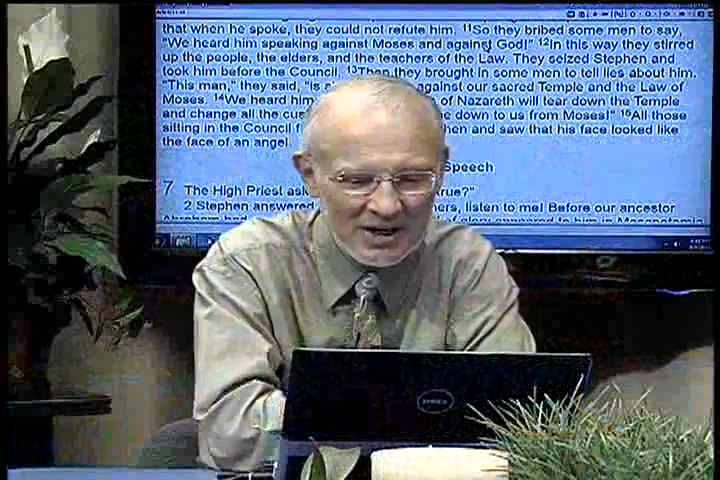 that when he spoke, they could not refute him. ¹¹So they bribed some men to say,
"We heard him speaking against Moses and against God!" ¹²In this way they stirred
up the people, the elders, and the teachers of the Law. They seized Stephen and
took him before the Council. ¹³Then they brought in some men to tell lies about him.
"This man," they said, "is against our sacred Temple and the Law of
Moses. ¹⁴We heard him of Nazareth will tear down the Temple
and change all the down to us from Moses!" ¹⁵All those
sitting in the Council and saw that his face looked like
the face of an angel.
Speech
7 The High Priest true?"
2 Stephen answered listen to me! Before our ancestor
DELL